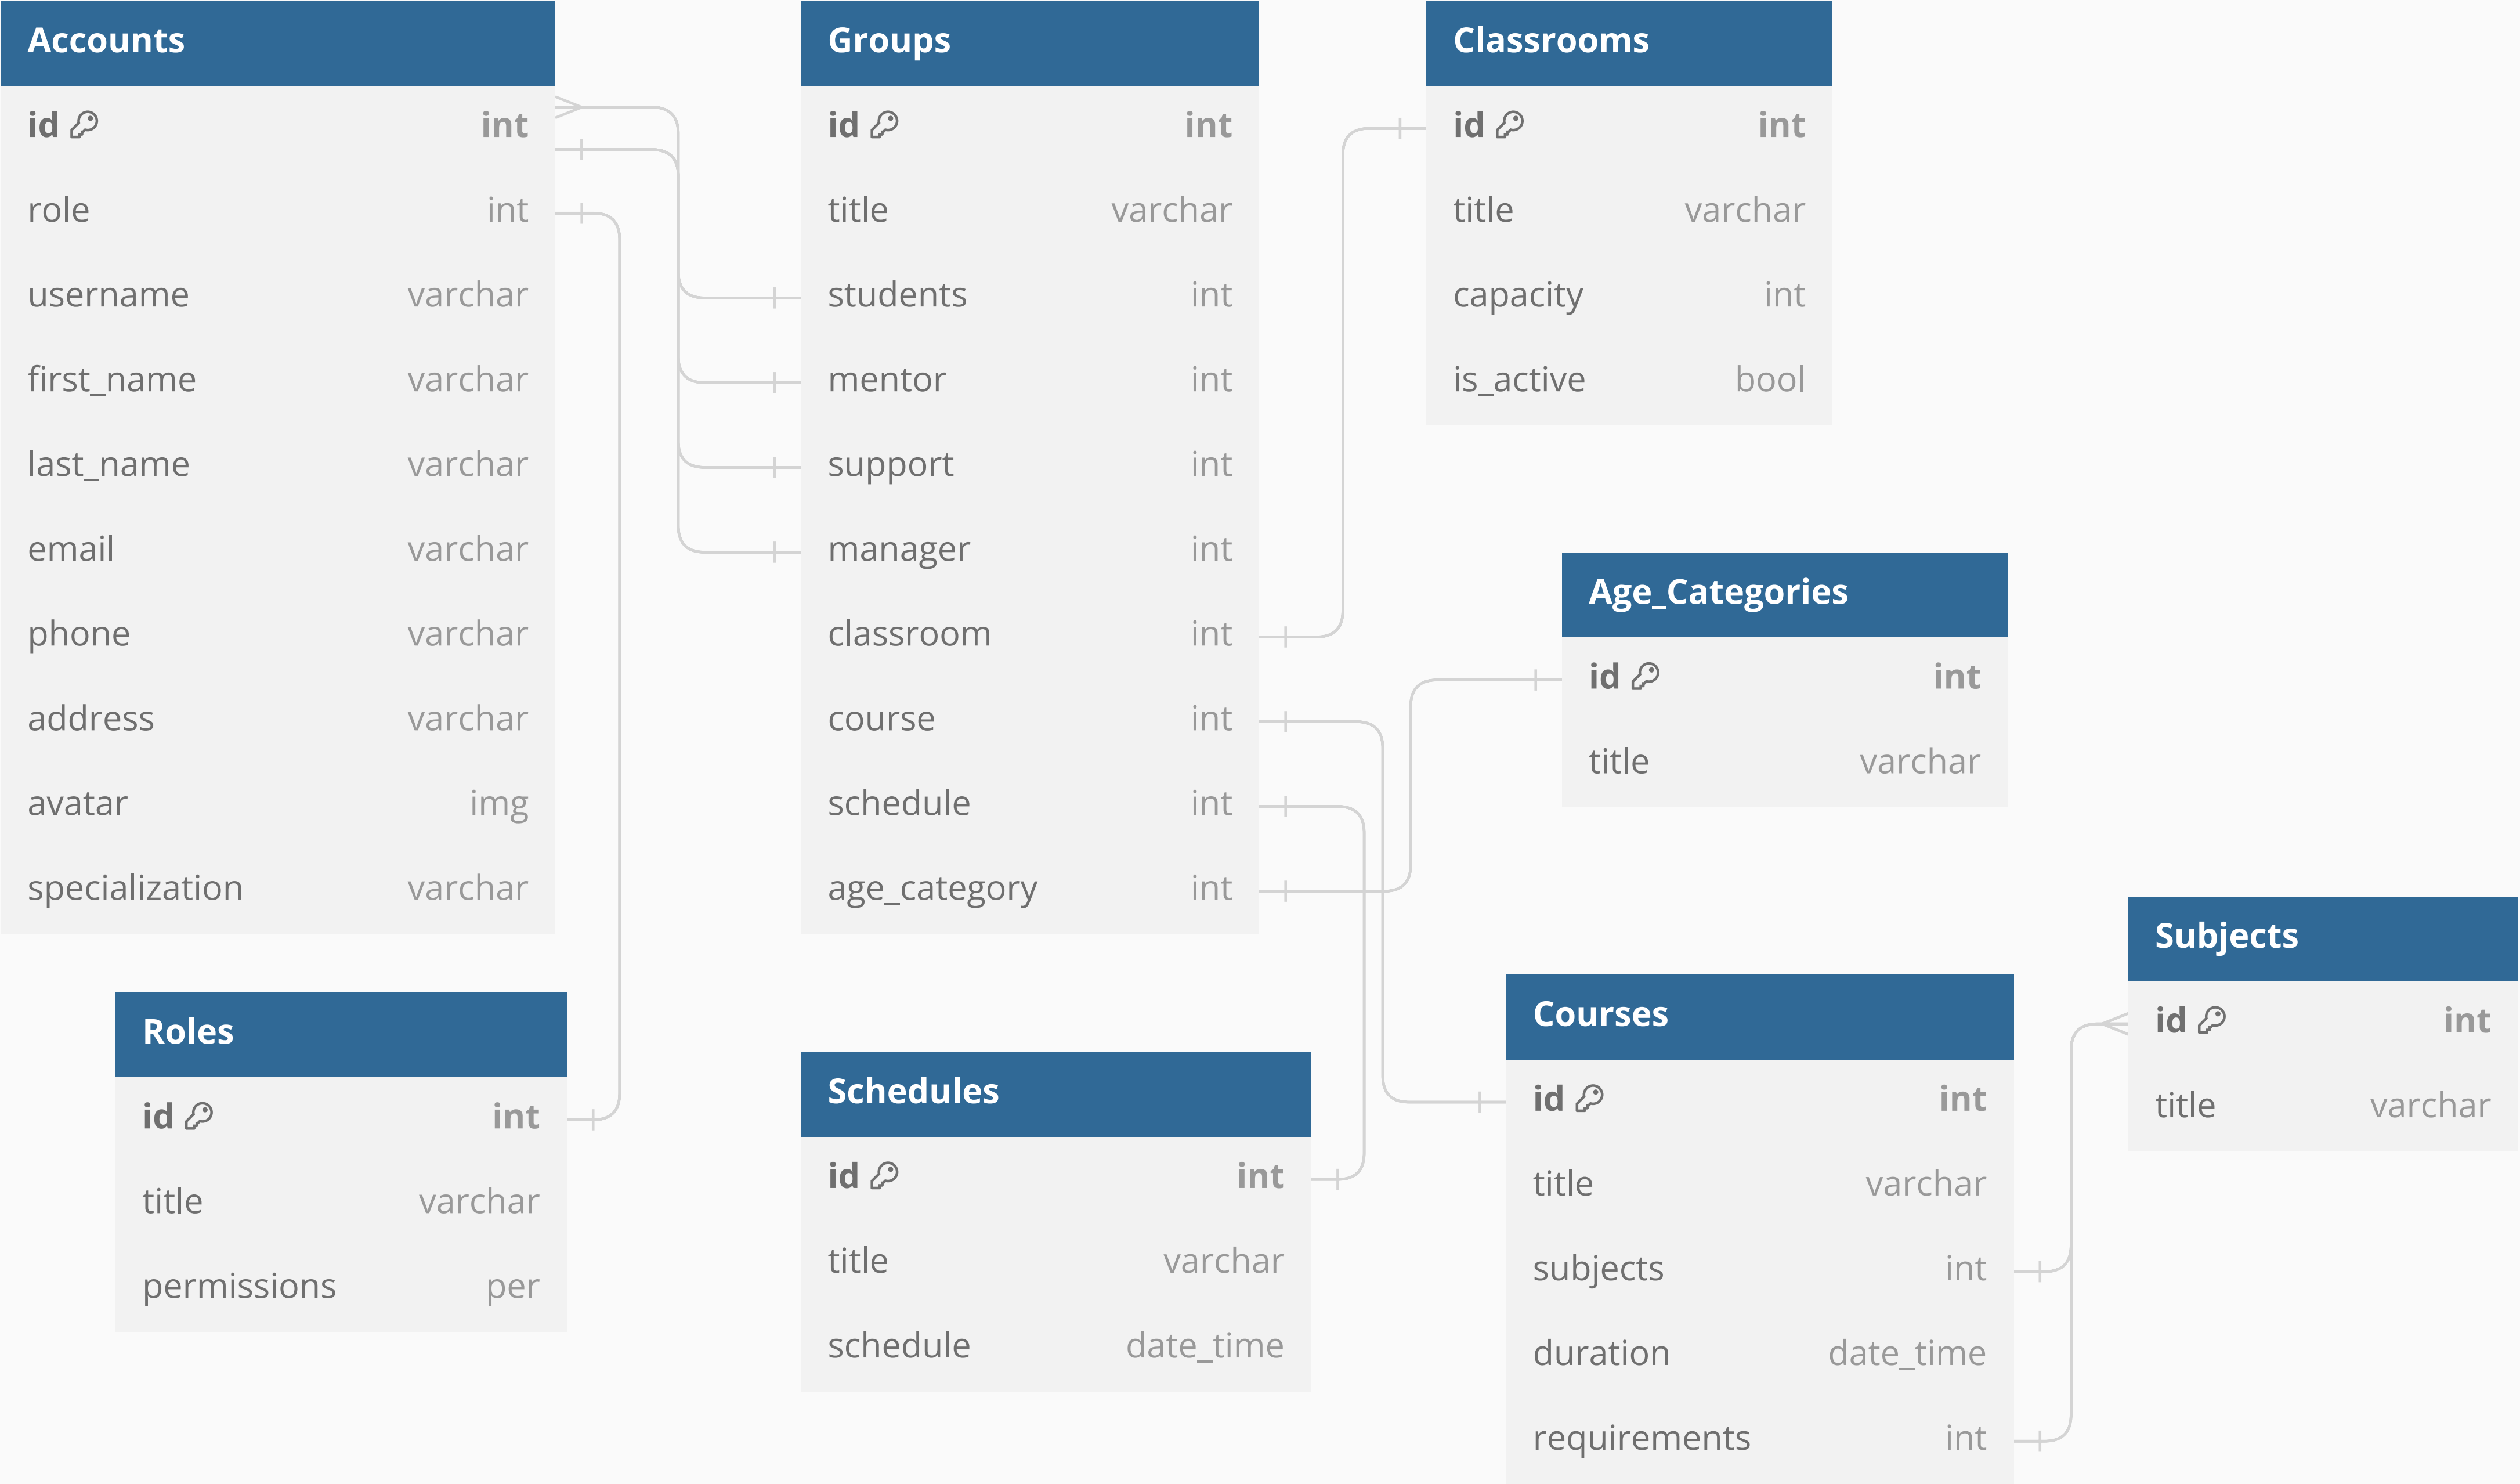 Accounts
id int
role int
username varchar
first_name varchar
last_name varchar
email varchar
phone varchar
address varchar
avatar img
specialization varchar
Groups
id int
title varchar
students int
mentor int
support int
manager int
classroom int
course int
schedule int
age_category int
Classrooms
id int
title varchar
capacity int
is_active bool
Age_Categories
id int
title varchar
Subjects
id int
title varchar
Courses
id int
title varchar
subjects int
duration date_time
requirements int
Roles
id int
title varchar
permissions per
Schedules
id int
title varchar
schedule date_time